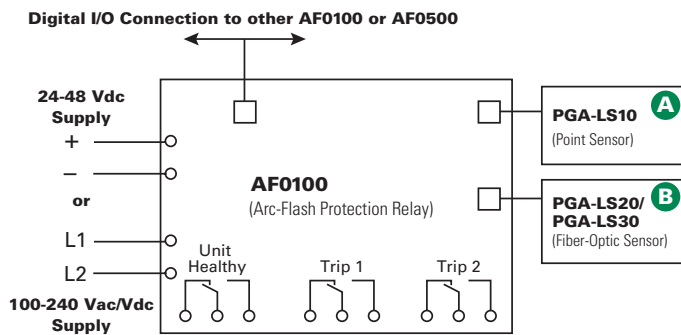 Digital I/O Connection to other AF0100 or AF0500
24-48 Vdc
Supply
+
–
or
L1
L2
100-240 Vac/Vdc
Supply
AF0100
(Arc-Flash Protection Relay)
Unit
Healthy
Trip 1
Trip 2
PGA-LS10
(Point Sensor)
A
PGA-LS20/
PGA-LS30
(Fiber-Optic Sensor)
B